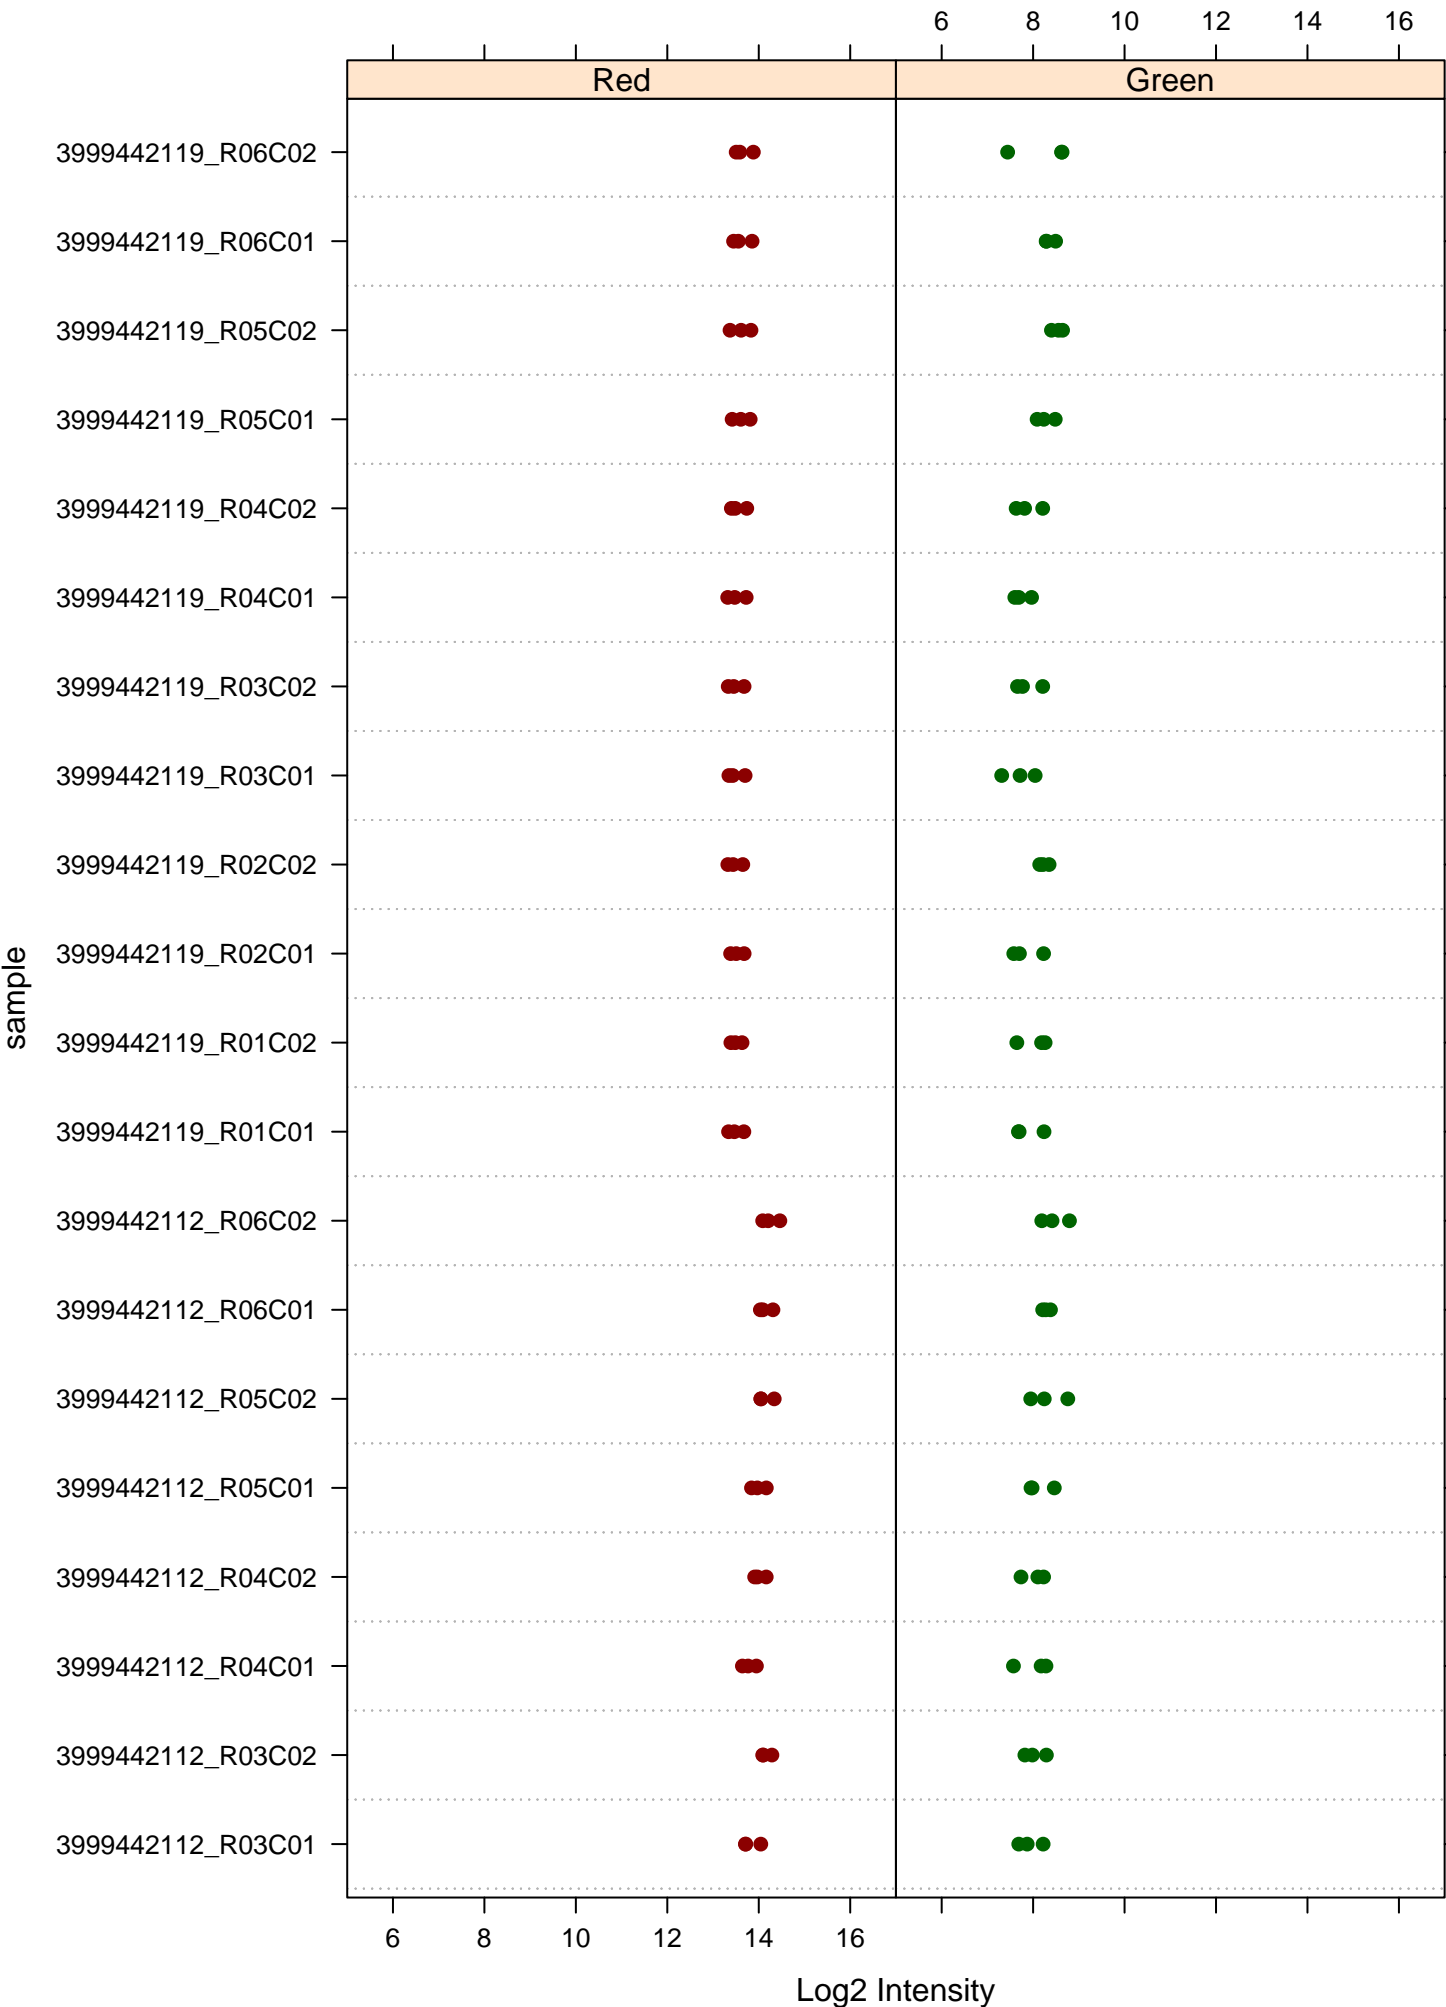 6 8 10 12 14 16
Red Green
3999442119_R06C02
3999442119_R06C01
3999442119_R05C02
3999442119_R05C01
3999442119_R04C02
3999442119_R04C01
3999442119_R03C02
3999442119_R03C01
3999442119_R02C02
3999442119_R02C01
sample
3999442119_R01C02
3999442119_R01C01
3999442112_R06C02
3999442112_R06C01
3999442112_R05C02
3999442112_R05C01
3999442112_R04C02
3999442112_R04C01
3999442112_R03C02
3999442112_R03C01
6 8 10 12 14 16
Log2 Intensity